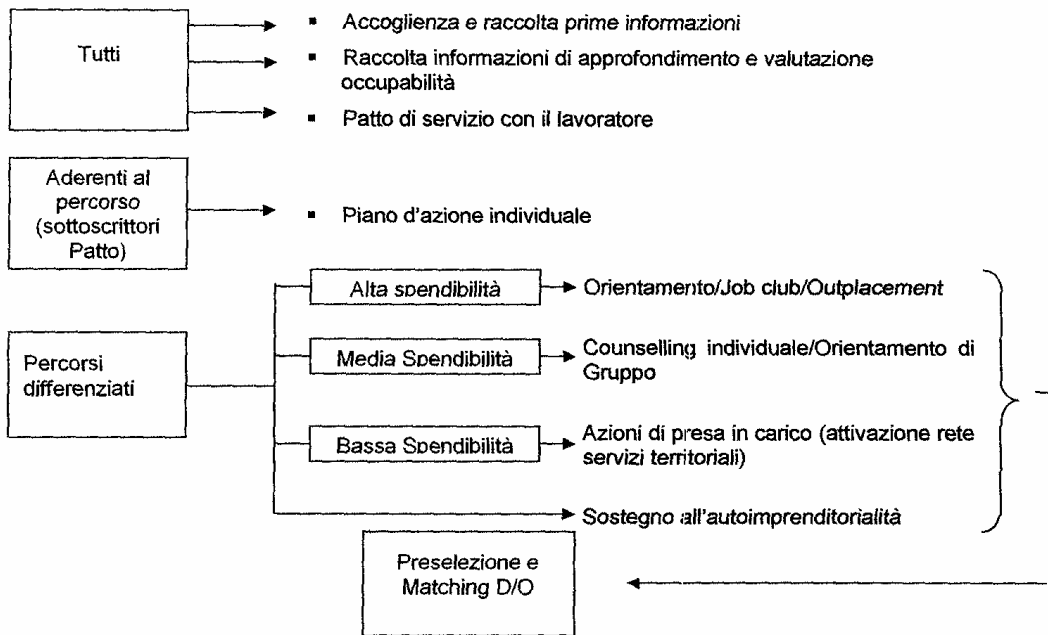 Tutti
▪ Accoglienza e raccolta prime informazioni
▪ Raccolta informazioni di approfondimento e valutazione
occupabilità
▪ Patto di servizio con il lavoratore
Aderenti al
percorso
(sottoscrittori
Patto)
▪ Piano d'azione individuale
Percorsi
differenziati
Alta spendibilità
Orientamento/Job club/Outplacement
Media Spendibilità
Counselling individuale/Orientamento di
Gruppo
Bassa Spendibilità
Azioni di presa in carico (attivazione rete
servizi territoriali)
Sostegno all'autoimprenditorialità
Preselezione e
Matching D/O